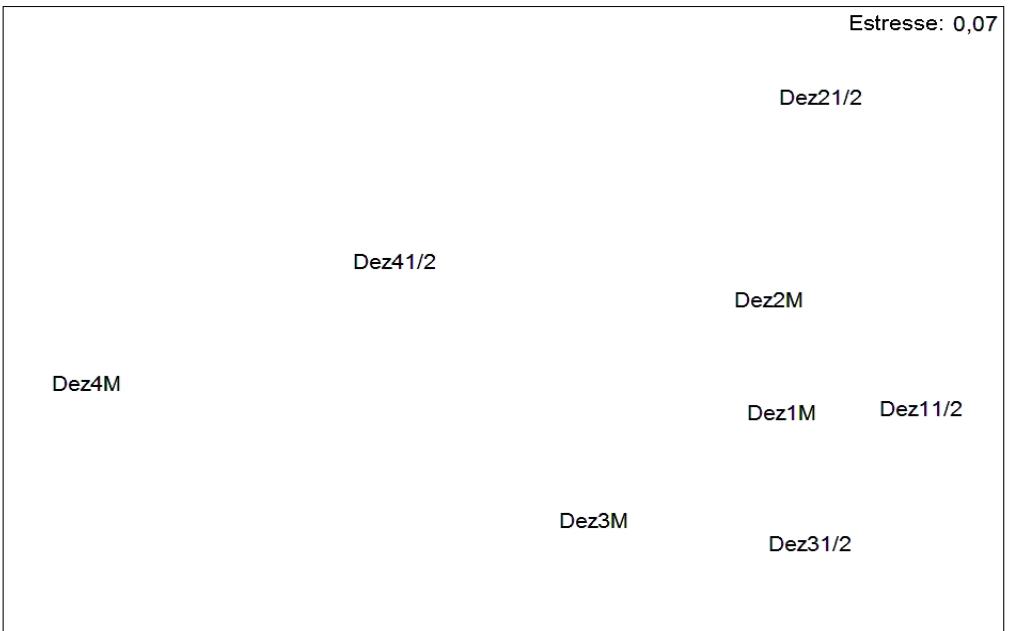 Estresse: 0,07
Dez21/2
Dez41/2
Dez2M
Dez4M
Dez1M Dez11/2
Dez3M
Dez31/2